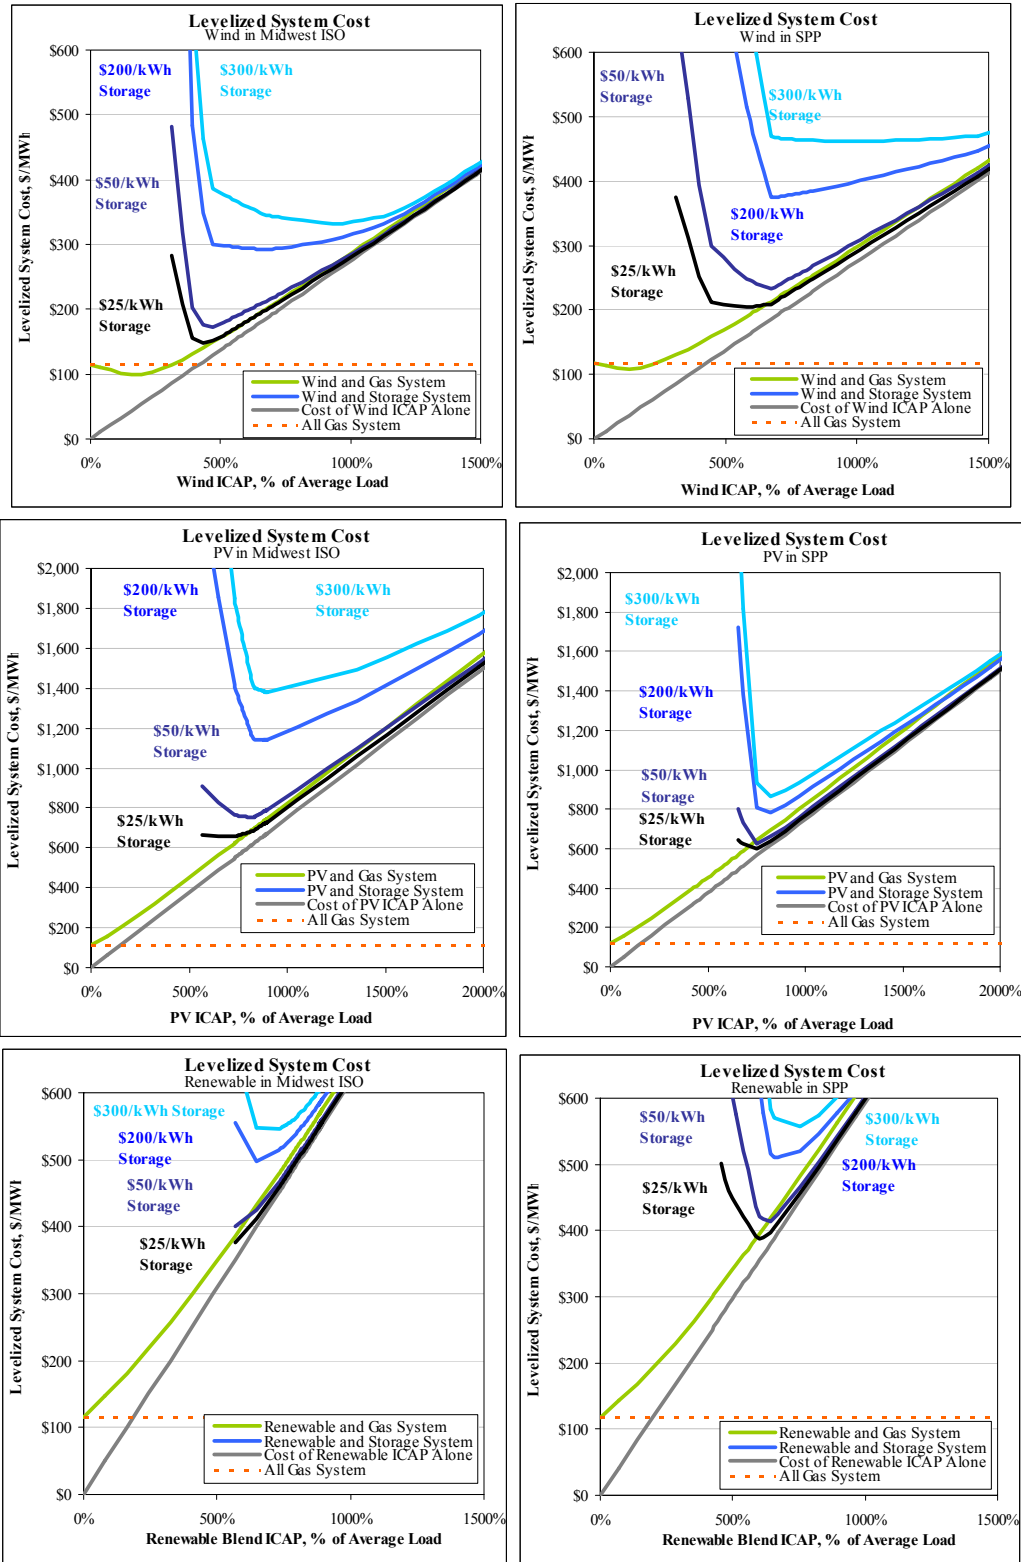 Levelized System Cost
Wind in Midwest ISO
Levelized System Cost, $/MWh
$600
$500
$400
$300
$200
$100
$0
$200/kWh
Storage
$300/kWh
Storage
$50/kWh
Storage
$25/kWh
Storage
Wind and Gas System
Wind and Storage System
Cost of Wind ICAP Alone
All Gas System
0%
500%
1000%
1500%
Wind ICAP, % of Average Load
Levelized System Cost
Wind in SPP
Levelized System Cost, $/MWh
$600
$500
$400
$300
$200
$100
$0
$50/kWh
Storage
$300/kWh
Storage
$200/kWh
Storage
$25/kWh
Storage
Wind and Gas System
Wind and Storage System
Cost of Wind ICAP Alone
All Gas System
0%
500%
1000%
1500%
Wind ICAP, % of Average Load
Levelized System Cost
PV in Midwest ISO
Levelized System Cost, $/MWh
$2,000
$1,800
$1,600
$1,400
$1,200
$1,000
$800
$600
$400
$200
$0
$200/kWh
Storage
$300/kWh
Storage
$50/kWh
Storage
$25/kWh
Storage
PV and Gas System
PV and Storage System
Cost of PV ICAP Alone
All Gas System
0%
500%
1000%
1500%
2000%
PV ICAP, % of Average Load
Levelized System Cost
PV in SPP
Levelized System Cost, $/MWh
$2,000
$1,800
$1,600
$1,400
$1,200
$1,000
$800
$600
$400
$200
$0
$300/kWh
Storage
$200/kWh
Storage
$50/kWh
Storage
$25/kWh
Storage
PV and Gas System
PV and Storage System
Cost of PV ICAP Alone
All Gas System
0%
500%
1000%
1500%
2000%
PV ICAP, % of Average Load
Levelized System Cost
Renewable in Midwest ISO
Levelized System Cost, $/MWh
$600
$500
$400
$300
$200
$100
$0
$300/kWh Storage
$200/kWh
Storage
$50/kWh
Storage
$25/kWh
Storage
Renewable and Gas System
Renewable and Storage System
Cost of Renewable ICAP Alone
All Gas System
0%
500%
1000%
1500%
Renewable Blend ICAP, % of Average Load
Levelized System Cost
Renewable in SPP
Levelized System Cost, $/MWh
$600
$500
$400
$300
$200
$100
$0
$50/kWh
Storage
$300/kWh
Storage
$200/kWh
Storage
$25/kWh
Storage
Renewable and Gas System
Renewable and Storage System
Cost of Renewable ICAP Alone
All Gas System
0%
500%
1000%
1500%
Renewable Blend ICAP, % of Average Load